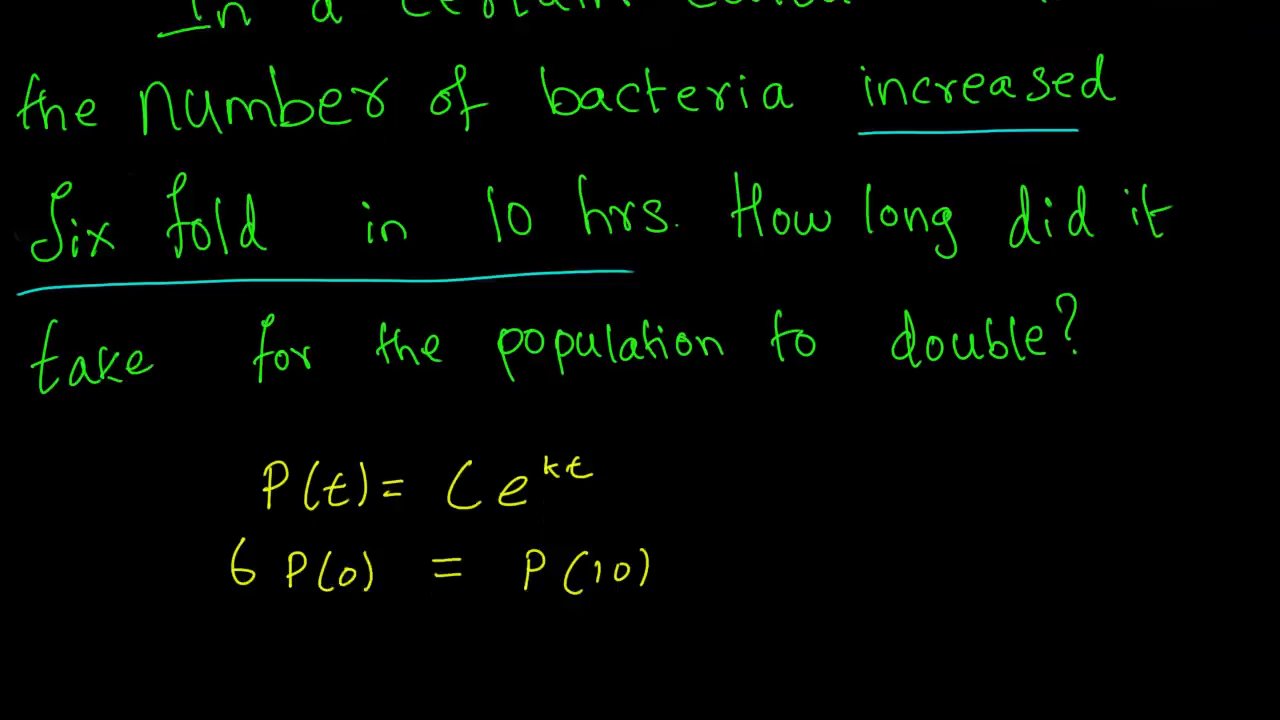 In a certain
the number of bacteria increased
Six fold in 10 hrs. How long did it
take for the population to double?
P(t) = C e^kt
6 P(0) = P(10)